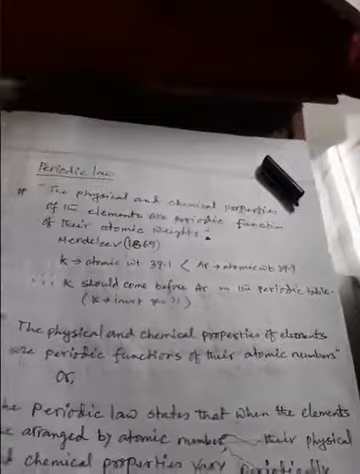 Periodic law
" "The physical and chemical properties
of the elements are periodic function
of their atomic weights".
Mendeleev (1869)
K → atomic wt 39.1 < Ar → atomic wt 39.9
∴ K should come before Ar in the periodic table.
(K → inert gas ?!)
The physical and chemical properties of elements
are periodic functions of their atomic numbers"
Or,
Periodic law states that when the elements
arranged by atomic number, their physical
chemical properties vary periodically